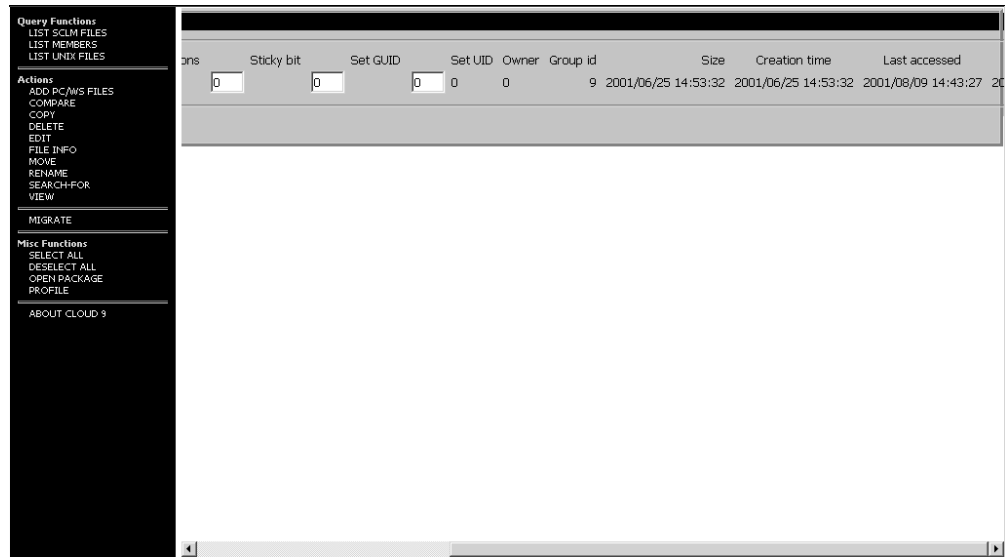 Query Functions
LIST SCLM FILES
LIST MEMBERS
LIST UNIX FILES
Actions
ADD PC/WS FILES
COMPARE
COPY
DELETE
EDIT
FILE INFO
MOVE
RENAME
SEARCH-FOR
VIEW
MIGRATE
Misc Functions
SELECT ALL
DESELECT ALL
OPEN PACKAGE
PROFILE
ABOUT CLOUD 9
ons Sticky bit Set GUID Set UID Owner Group id Size Creation time Last accessed
0 0 0 0 0 9 2001/06/25 14:53:32 2001/06/25 14:53:32 2001/08/09 14:43:27 20